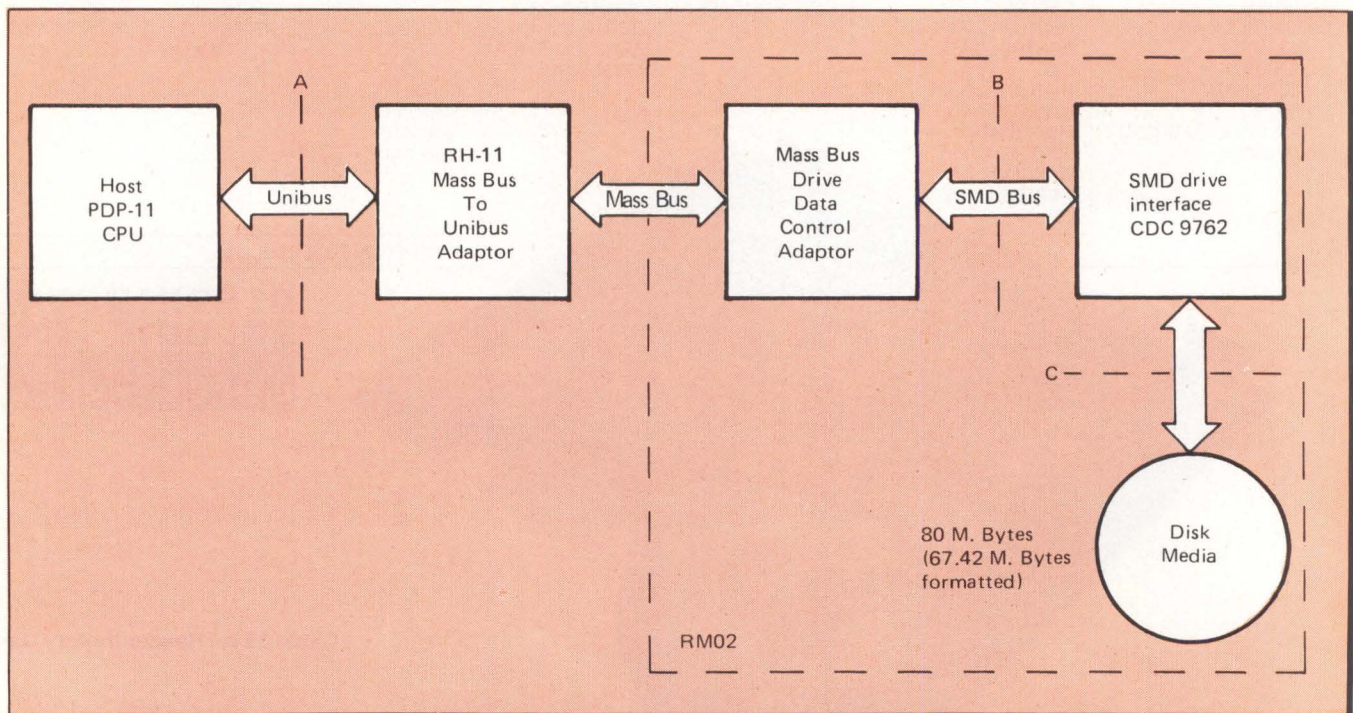 A
B
Host
PDP-11
CPU
Unibus
RH-11
Mass Bus
To
Unibus
Adaptor
Mass Bus
Mass Bus
Drive
Data
Control
Adaptor
SMD Bus
SMD drive
interface
CDC 9762
C
80 M. Bytes
(67.42 M. Bytes
formatted)
Disk
Media
RM02